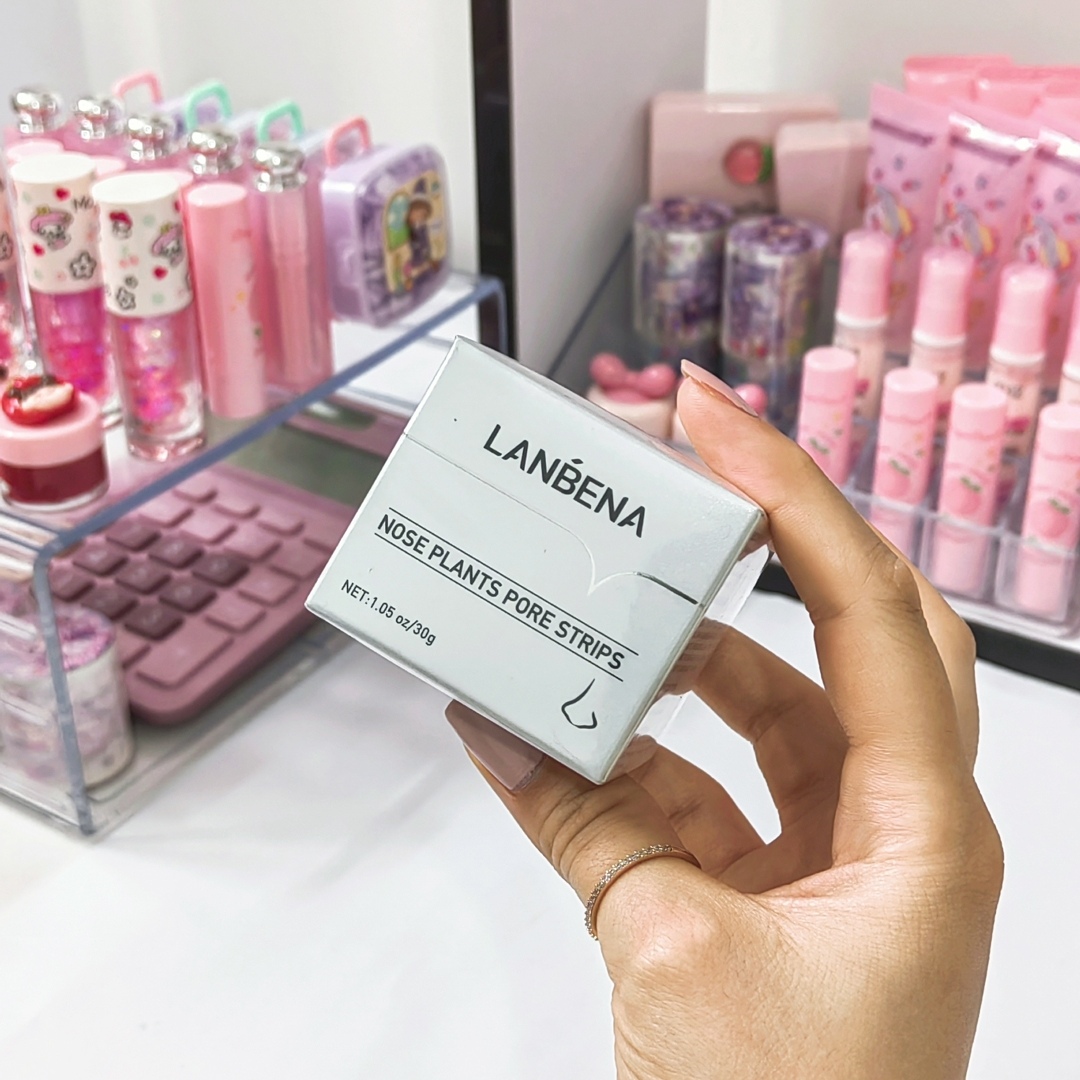 LANBENA
NOSE PLANTS PORE STRIPS
NET:1.05 oz/30g